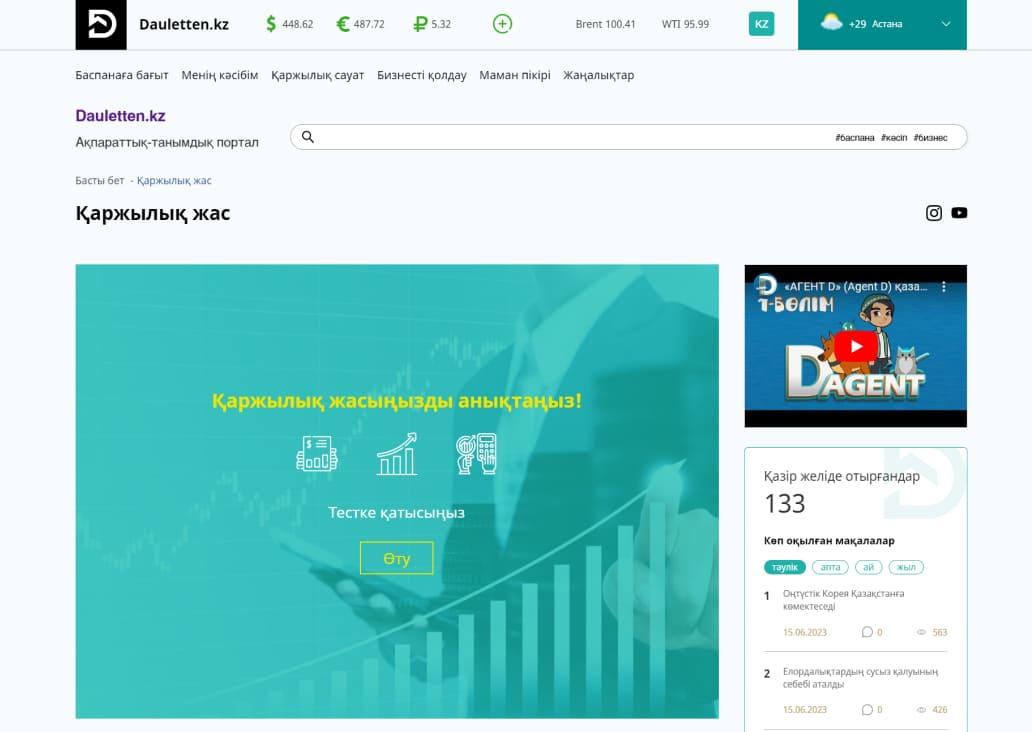 Dauletten.kz
$ 448.62 € 487.72 ₽ 5.32
Brent 100.41 WTI 95.99
KZ
+29 Астана
Баспанаға бағыт Менің кәсібім Қаржылық сауат Бизнесті қолдау Маман пікірі Жаңалықтар
Dauletten.kz
Ақпараттық-танымдық портал
#баспана #кәсіп #бизнес
Басты бет - Қаржылық жас
Қаржылық жас
Қаржылық жасыңызды анықтаңыз!
Тестке қатысыңыз
Өту
«АГЕНТ D» (Agent D) қаза...
1-БӨЛІМ
D AGENT
Қазір желіде отырғандар
133
Көп оқылған мақалалар
тәулік апта ай жыл
1 Оңтүстік Корея Қазақстанға
көмектеседі
15.06.2023 0 563
2 Елордалықтардың сусыз қалуының
себебі аталды
15.06.2023 0 426